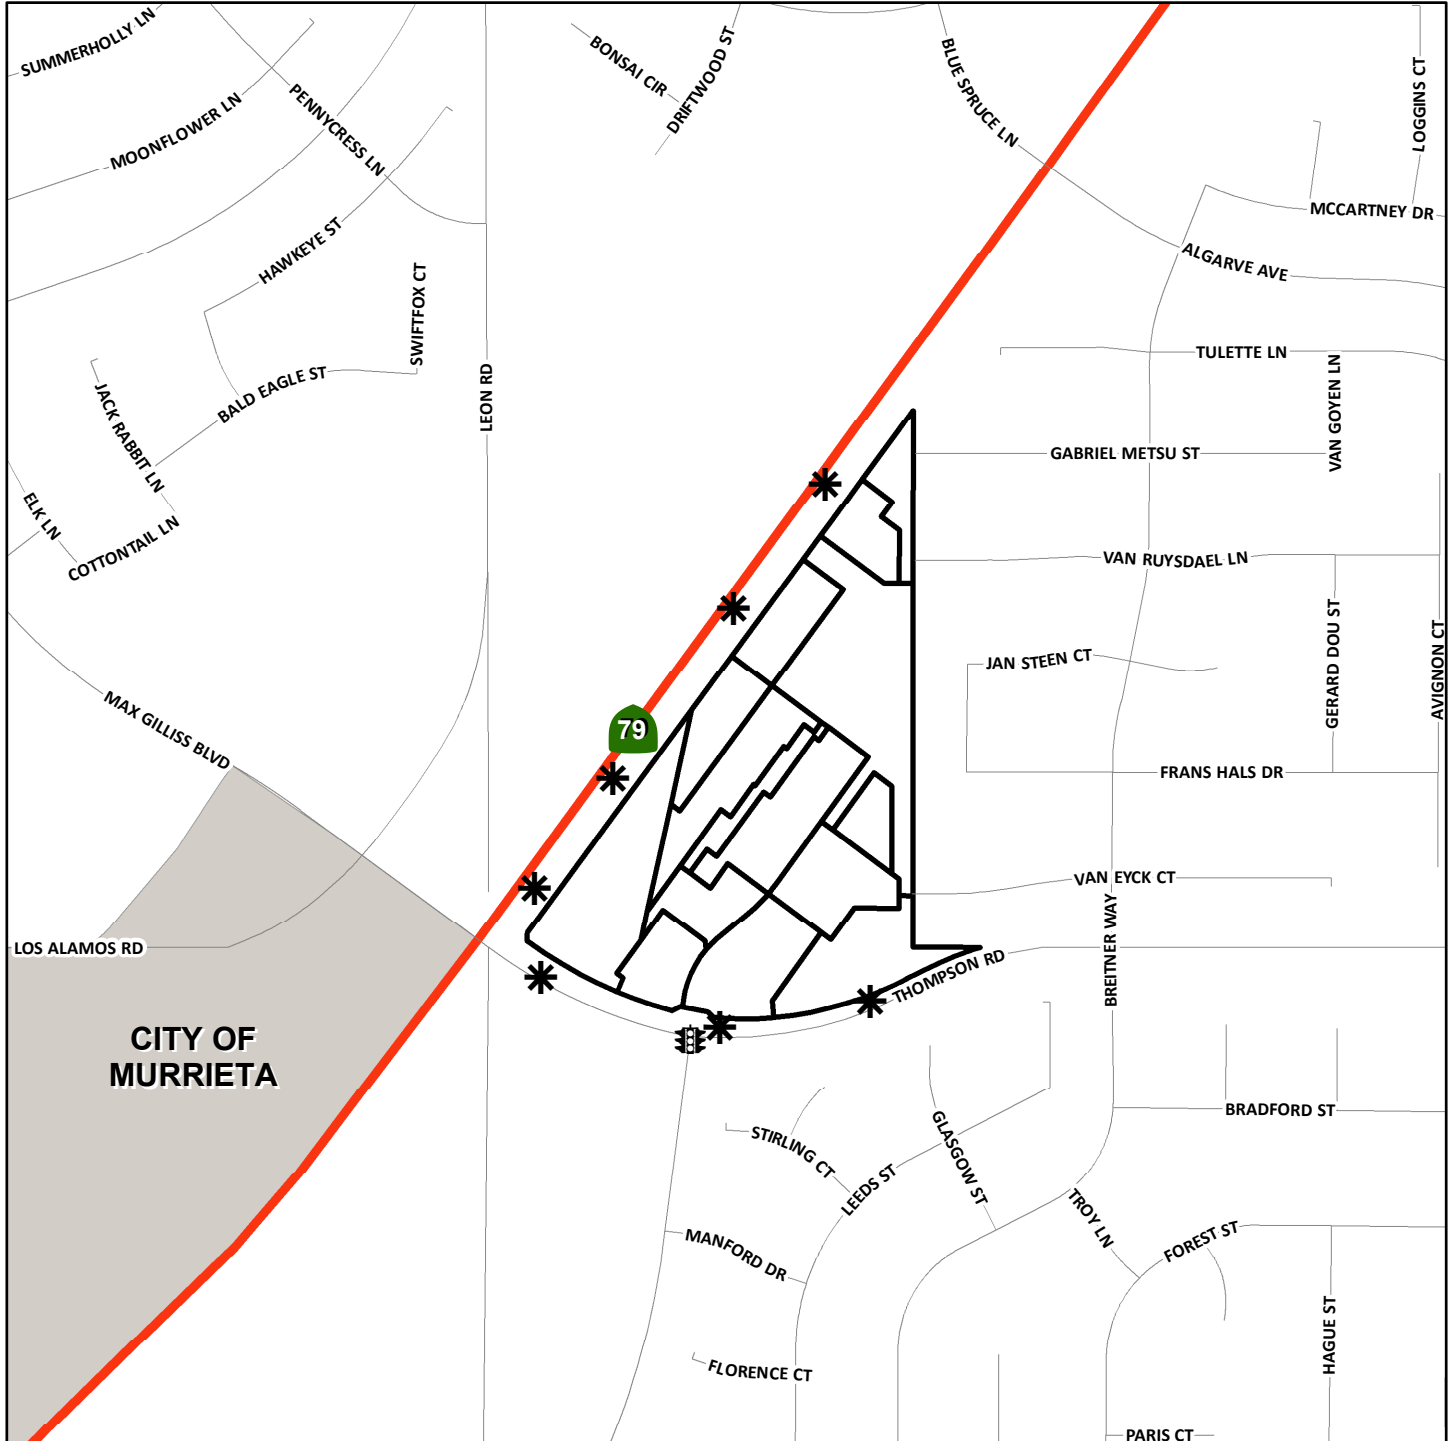 SUMMERHOLLY LN
MOONFLOWER LN
PENNYCRESS LN
BONSAI CIR
DRIFTWOOD ST
BLUE SPRUCE LN
LOGGINS CT
MCCARTNEY DR
ALGARVE AVE
HAWKEYE ST
SWIFTFOX CT
LEON RD
TULETTE LN
VAN GOYEN LN
JACK RABBIT LN
BALD EAGLE ST
GABRIEL METSU ST
ELK LN
COTTONTAIL LN
VAN RUYSDAEL LN
GERARD DOU ST
AVIGNON CT
JAN STEEN CT
MAX GILLISS BLVD
79
FRANS HALS DR
VAN EYCK CT
BREITNER WAY
LOS ALAMOS RD
THOMPSON RD
CITY OF
MURRIETA
BRADFORD ST
STIRLING CT
GLASGOW ST
LEEDS ST
TROY LN
FOREST ST
MANFORD DR
HAGUE ST
FLORENCE CT
PARIS CT